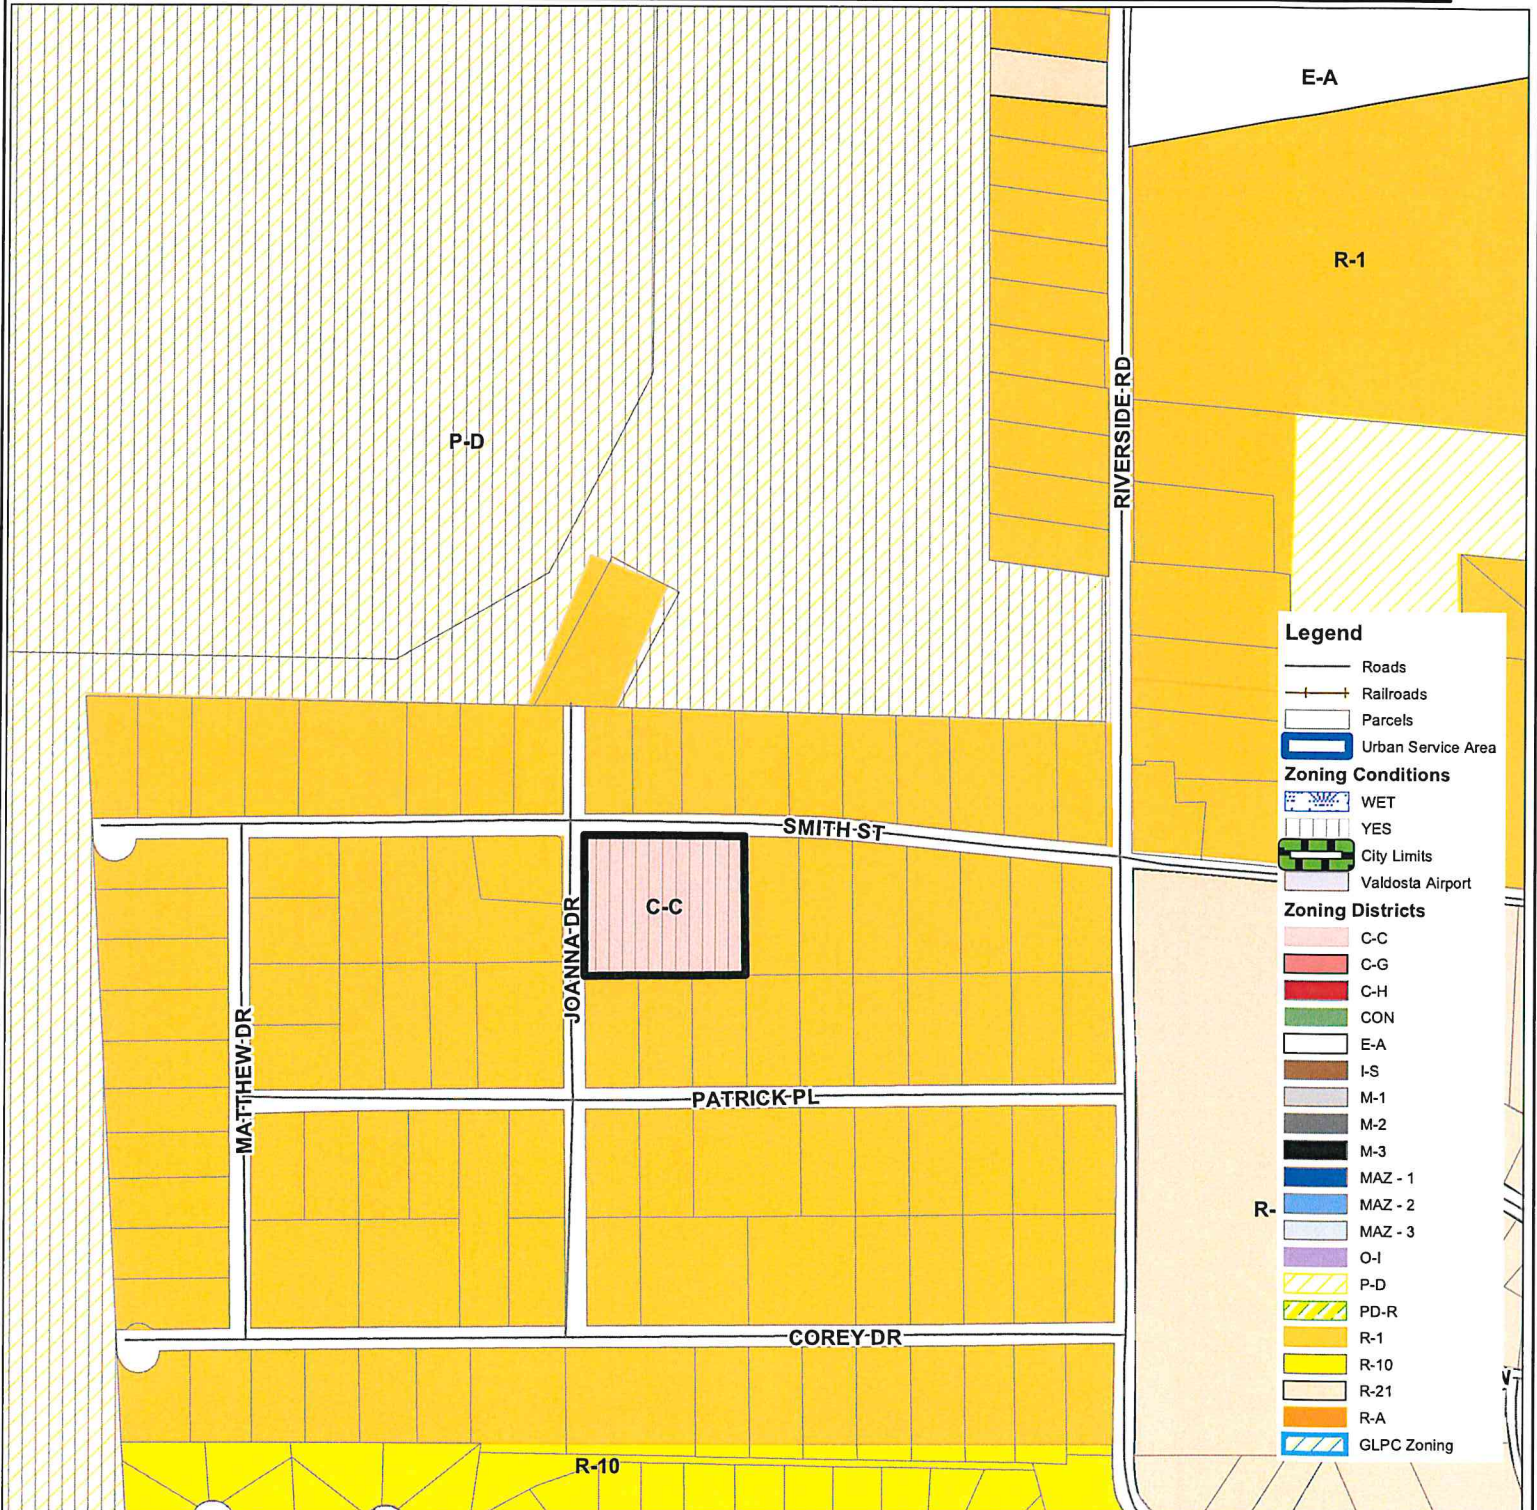 E-A
R-1
RIVERSIDE RD
P-D
SMITH ST
C-C
JOANNA DR
MATTHEW DR
PATRICK PL
R-
COREY DR
R-10
Legend
Roads
Railroads
Parcels
Urban Service Area
Zoning Conditions
WET
YES
City Limits
Valdosta Airport
Zoning Districts
C-C
C-G
C-H
CON
E-A
I-S
M-1
M-2
M-3
MAZ - 1
MAZ - 2
MAZ - 3
O-I
P-D
PD-R
R-1
R-10
R-21
R-A
GLPC Zoning